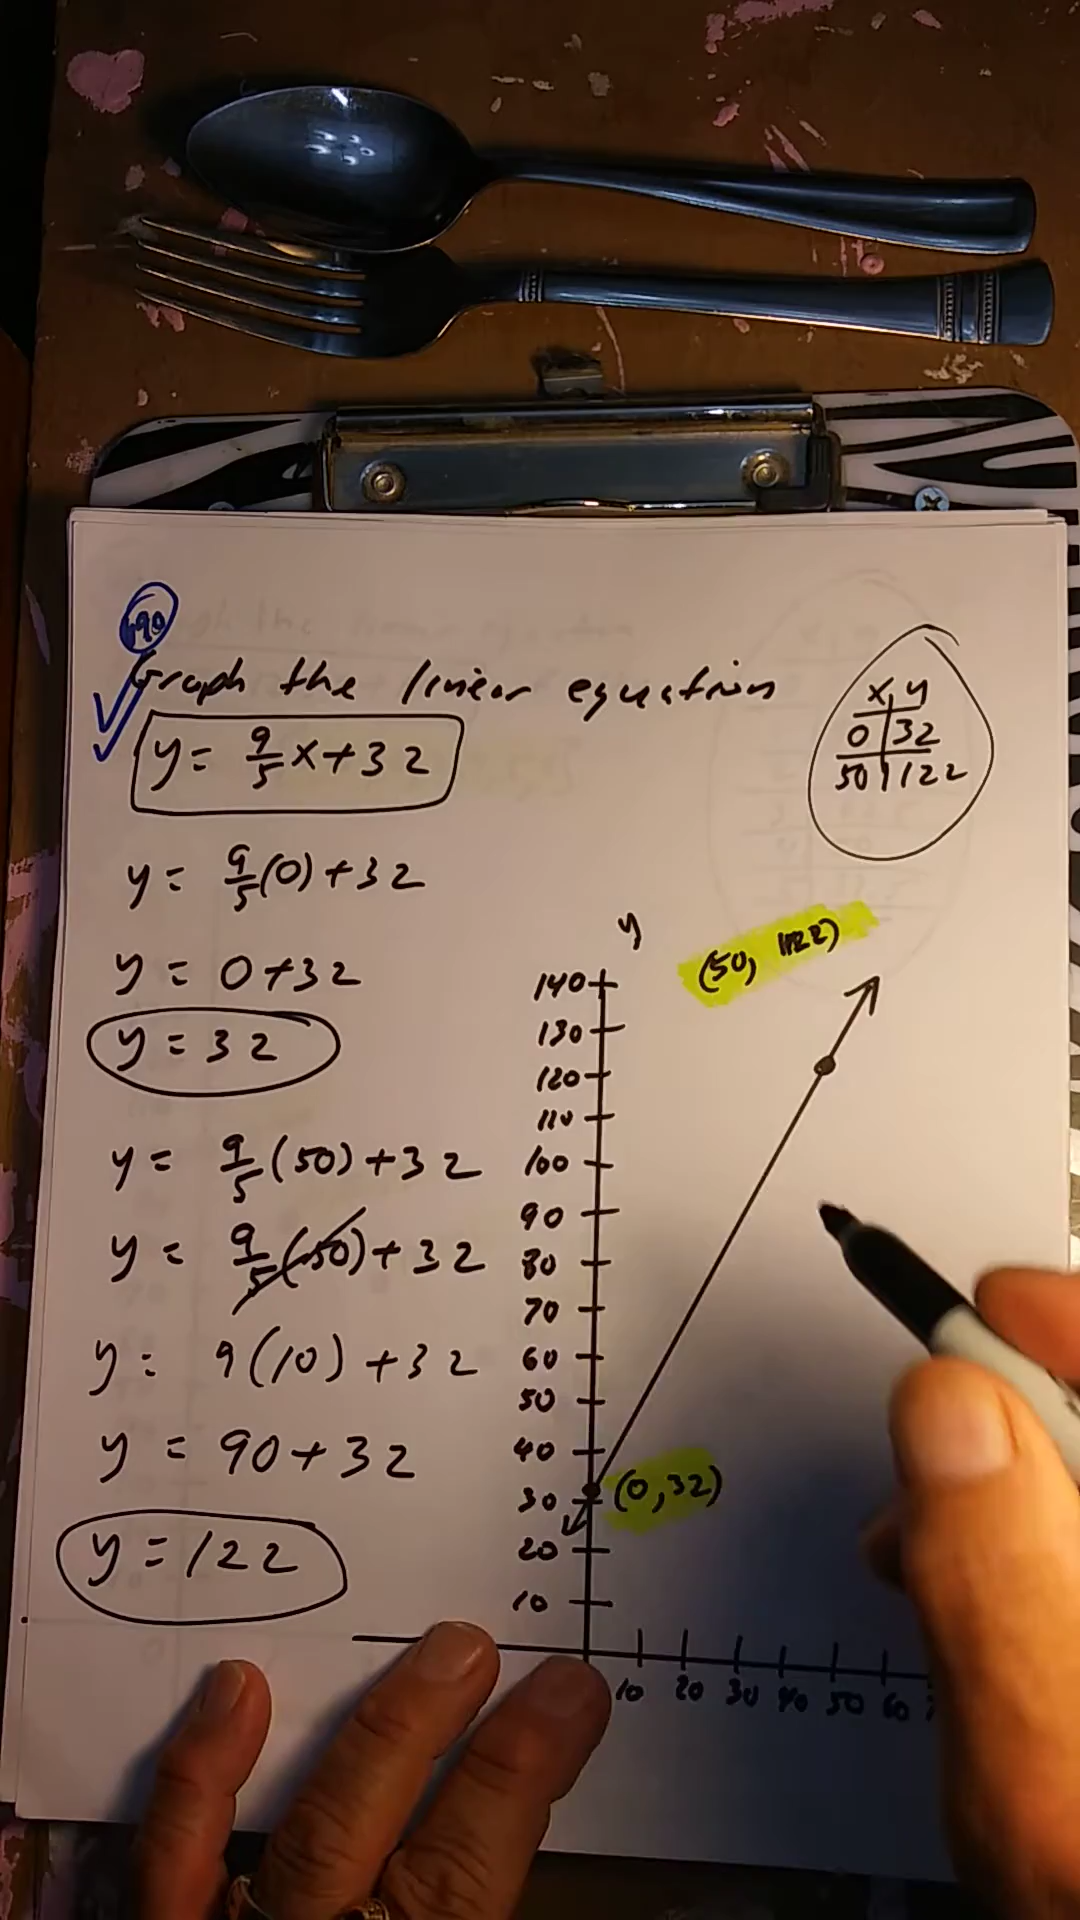 Graph the linear equation
y = 9/5 x + 32
x y
0 32
50 122
y = 9/5 (0) + 32
y = 0 + 32
y = 32
y = 9/5 (50) + 32
y = 9/5 (50) + 32
y = 9(10) + 32
y = 90 + 32
y = 122
y
(50, 122)
140
130
120
110
100
90
80
70
60
50
40
30
(0, 32)
20
10
10 20 30 40 50 60